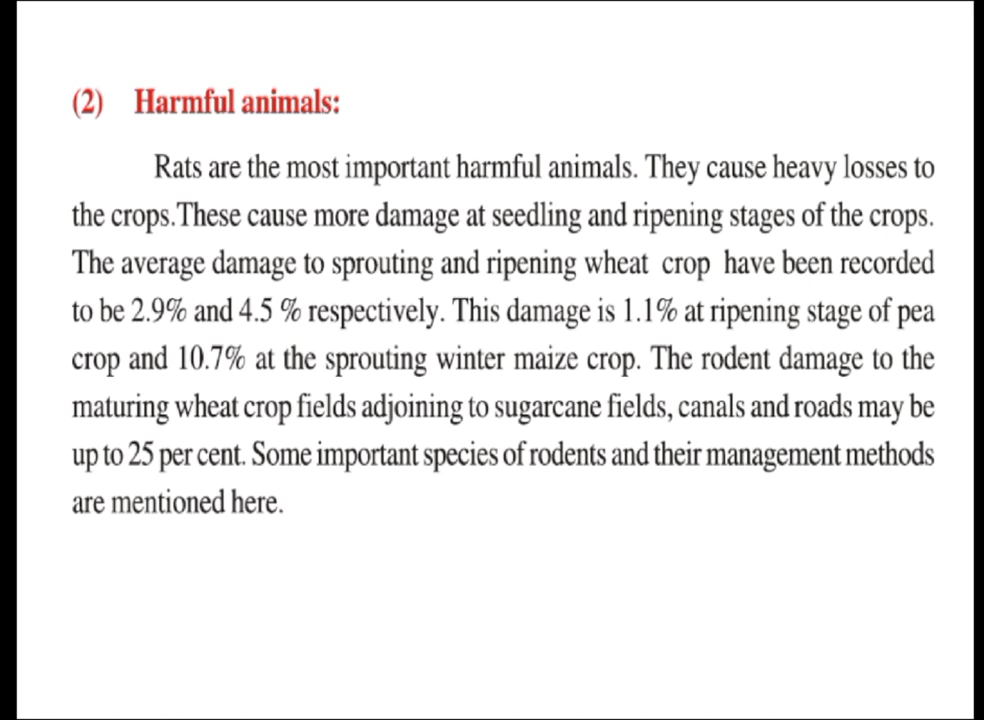 (2) Harmful animals:
Rats are the most important harmful animals. They cause heavy losses to
the crops.These cause more damage at seedling and ripening stages of the crops.
The average damage to sprouting and ripening wheat crop have been recorded
to be 2.9% and 4.5 % respectively. This damage is 1.1% at ripening stage of pea
crop and 10.7% at the sprouting winter maize crop. The rodent damage to the
maturing wheat crop fields adjoining to sugarcane fields, canals and roads may be
up to 25 per cent. Some important species of rodents and their management methods
are mentioned here.